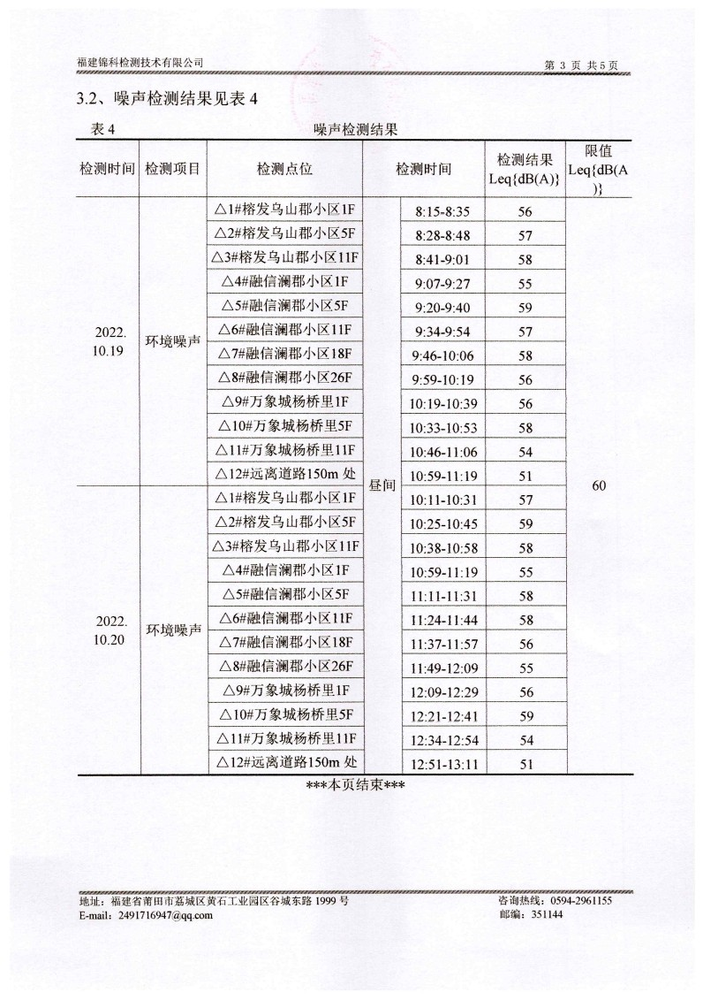 福建锦科检测技术有限公司 第 3 页 共5页
3.2、噪声检测结果见表 4
表 4 噪声检测结果
检测时间 检测项目 检测点位 检测时间 检测结果 Leq{dB(A)} 限值 Leq{dB(A)}
2022.10.19 环境噪声 昼间 60
△1#榕发乌山郡小区1F 8:15-8:35 56
△2#榕发乌山郡小区5F 8:28-8:48 57
△3#榕发乌山郡小区11F 8:41-9:01 58
△4#融信澜郡小区1F 9:07-9:27 55
△5#融信澜郡小区5F 9:20-9:40 59
△6#融信澜郡小区11F 9:34-9:54 57
△7#融信澜郡小区18F 9:46-10:06 58
△8#融信澜郡小区26F 9:59-10:19 56
△9#万象城杨桥里1F 10:19-10:39 56
△10#万象城杨桥里5F 10:33-10:53 58
△11#万象城杨桥里11F 10:46-11:06 54
△12#远离道路150m 处 10:59-11:19 51
2022.10.20 环境噪声
△1#榕发乌山郡小区1F 10:11-10:31 57
△2#榕发乌山郡小区5F 10:25-10:45 59
△3#榕发乌山郡小区11F 10:38-10:58 58
△4#融信澜郡小区1F 10:59-11:19 55
△5#融信澜郡小区5F 11:11-11:31 58
△6#融信澜郡小区11F 11:24-11:44 58
△7#融信澜郡小区18F 11:37-11:57 56
△8#融信澜郡小区26F 11:49-12:09 55
△9#万象城杨桥里1F 12:09-12:29 56
△10#万象城杨桥里5F 12:21-12:41 59
△11#万象城杨桥里11F 12:34-12:54 54
△12#远离道路150m 处 12:51-13:11 51
***本页结束***
地址：福建省莆田市荔城区黄石工业园区谷城东路 1999 号 咨询热线：0594-2961155
E-mail：2491716947@qq.com 邮编：351144